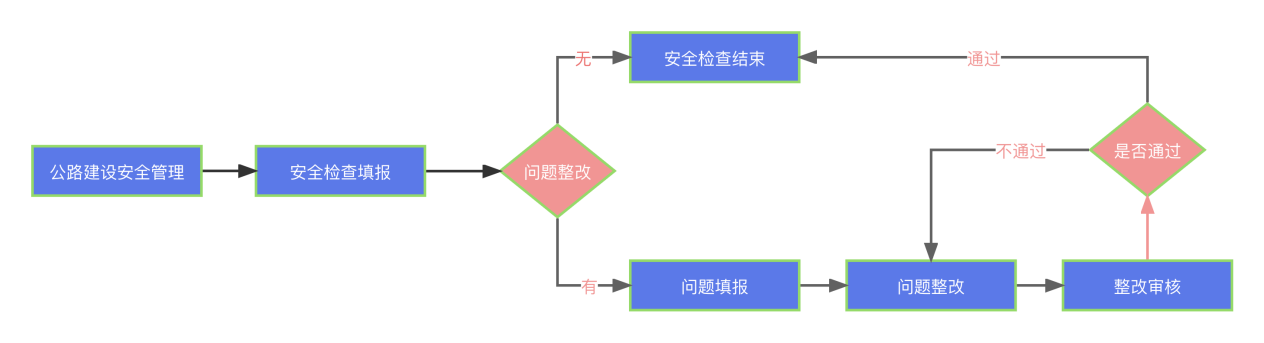 无
安全检查结束
通过
公路建设安全管理
安全检查填报
问题整改
不通过
是否通过
有
问题填报
问题整改
整改审核